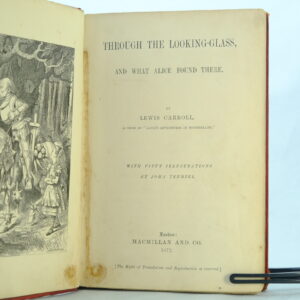 THROUGH THE LOOKING-GLASS,
AND WHAT ALICE FOUND THERE.
BY
LEWIS CARROLL,
AUTHOR OF "ALICE'S ADVENTURES IN WONDERLAND."
WITH FIFTY ILLUSTRATIONS
BY JOHN TENNIEL.
London:
MACMILLAN AND CO.
1872.
[The Right of Translation and Reproduction is reserved.]